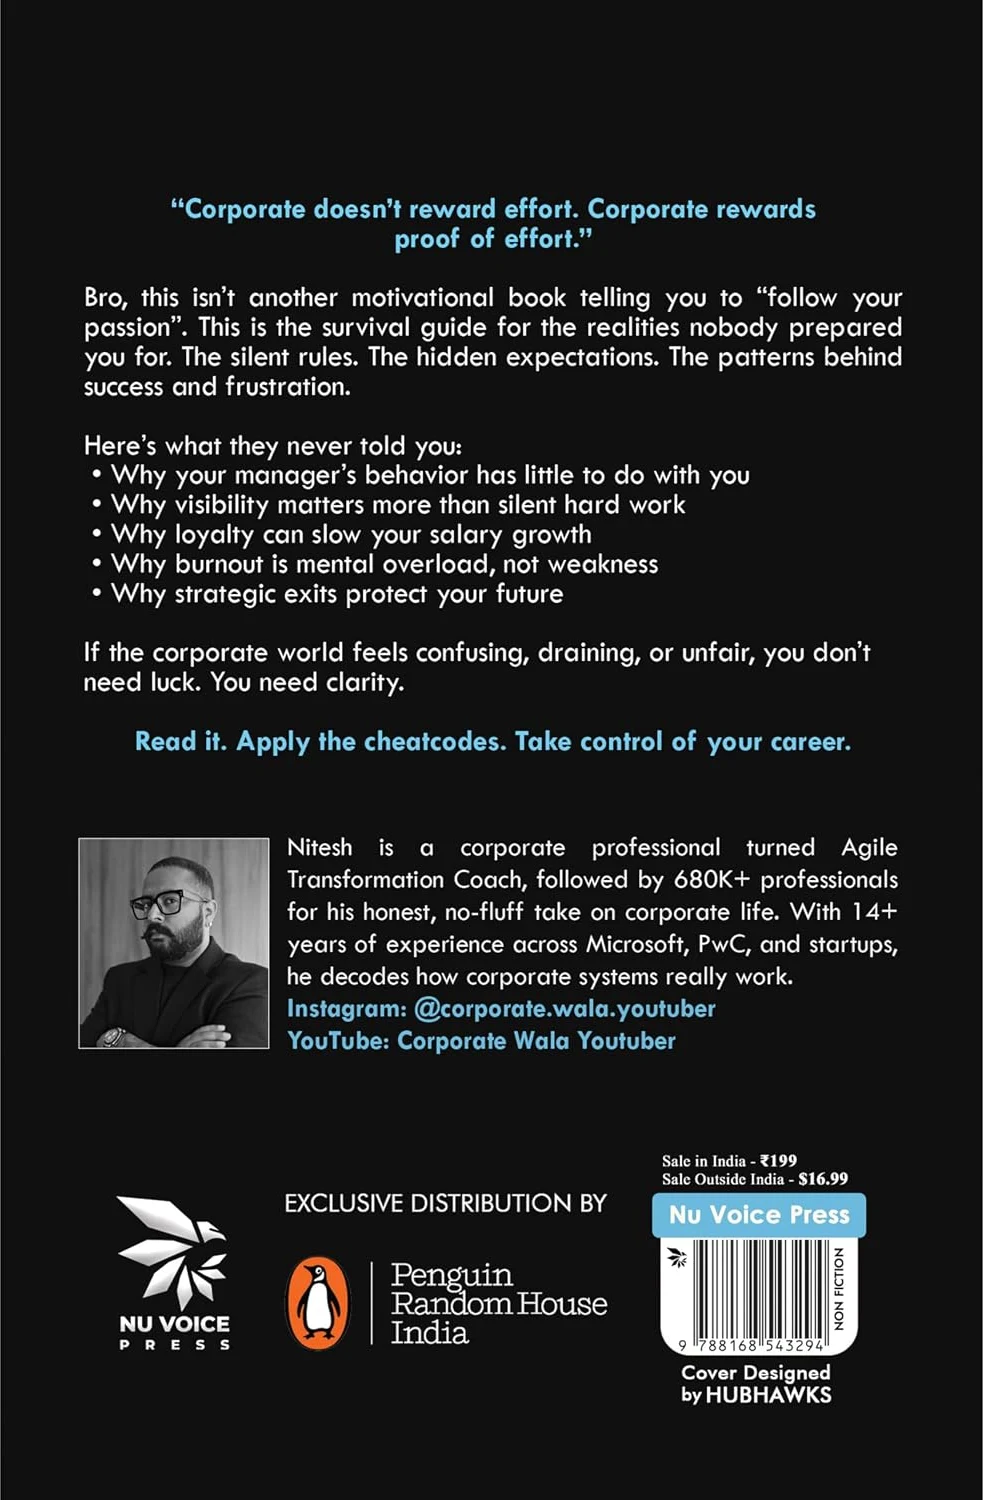 “Corporate doesn’t reward effort. Corporate rewards
proof of effort.”
Bro, this isn’t another motivational book telling you to “follow your
passion”. This is the survival guide for the realities nobody prepared
you for. The silent rules. The hidden expectations. The patterns behind
success and frustration.
Here’s what they never told you:
• Why your manager’s behavior has little to do with you
• Why visibility matters more than silent hard work
• Why loyalty can slow your salary growth
• Why burnout is mental overload, not weakness
• Why strategic exits protect your future
If the corporate world feels confusing, draining, or unfair, you don’t
need luck. You need clarity.
Read it. Apply the cheatcodes. Take control of your career.
Nitesh is a corporate professional turned Agile
Transformation Coach, followed by 680K+ professionals
for his honest, no-fluff take on corporate life. With 14+
years of experience across Microsoft, PwC, and startups,
he decodes how corporate systems really work.
Instagram: @corporate.wala.youtuber
YouTube: Corporate Wala Youtuber
NU VOICE
PRESS
EXCLUSIVE DISTRIBUTION BY
Penguin
Random House
India
Sale in India - ₹199
Sale Outside India - $16.99
Nu Voice Press
NON FICTION
9 788168 543294
Cover Designed
by HUBHAWKS